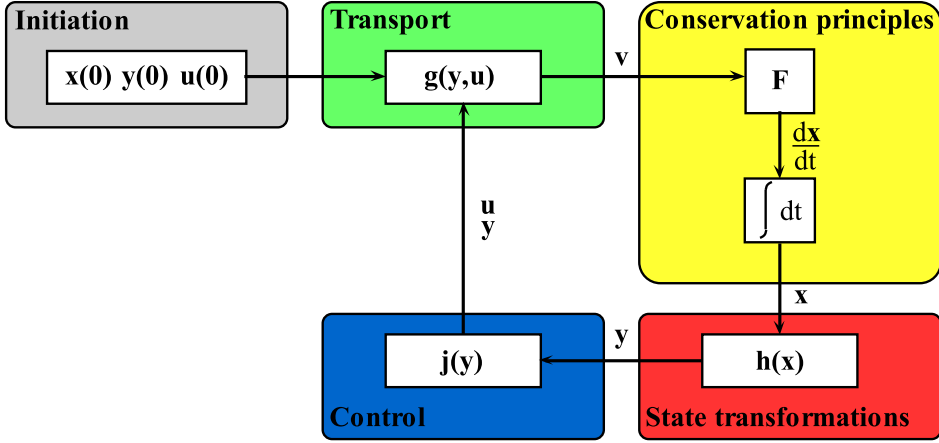 Initiation
x(0) y(0) u(0)
Transport
g(y,u)
v
Conservation principles
F
dx
dt
∫ dt
x
u
y
j(y)
Control
y
h(x)
State transformations